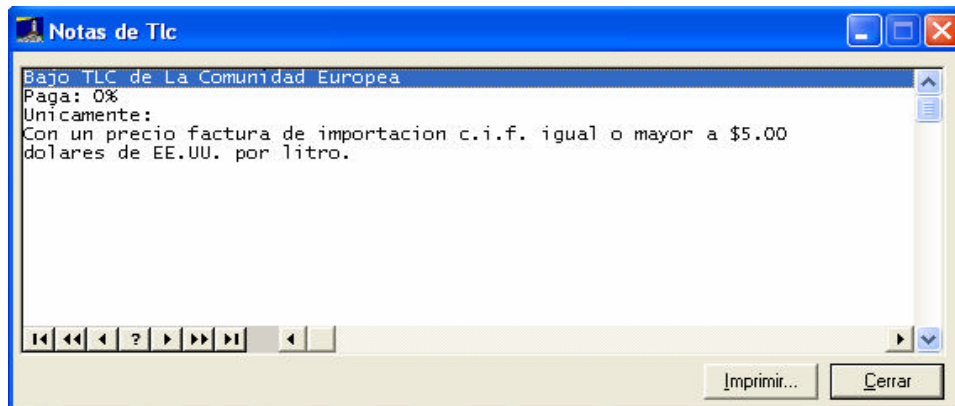 Notas de Tlc
Bajo TLC de La Comunidad Europea
Paga: 0%
Unicamente:
Con un precio factura de importacion c.i.f. igual o mayor a $5.00
dolares de EE.UU. por litro.
?
Imprimir... Cerrar